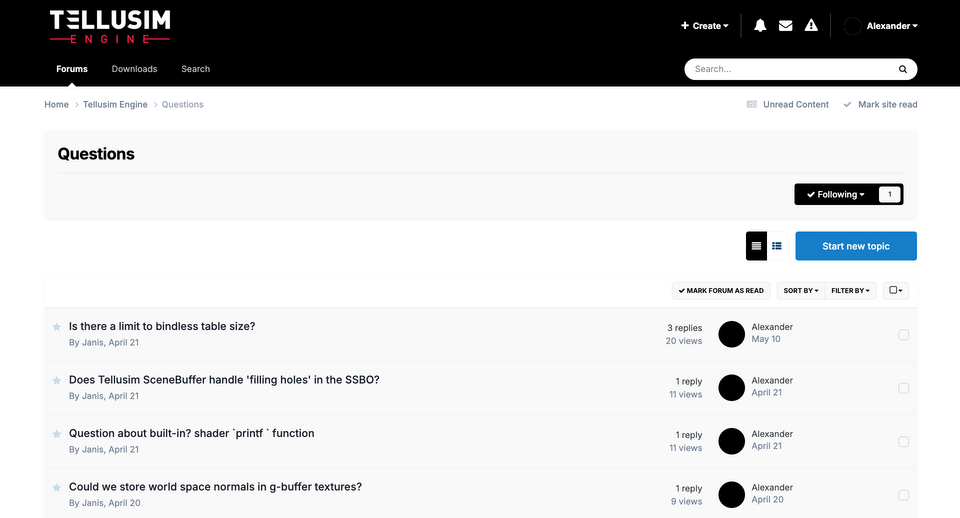 TELLUSIM
ENGINE
Create
Alexander
Forums Downloads Search
Search...
Home > Tellusim Engine > Questions
Unread Content Mark site read
Questions
Following 1
Start new topic
MARK FORUM AS READ SORT BY FILTER BY
Is there a limit to bindless table size?
By Janis, April 21
3 replies
20 views
Alexander
May 10
Does Tellusim SceneBuffer handle 'filling holes' in the SSBO?
By Janis, April 21
1 reply
11 views
Alexander
April 21
Question about built-in? shader `printf ` function
By Janis, April 21
1 reply
11 views
Alexander
April 21
Could we store world space normals in g-buffer textures?
By Janis, April 20
1 reply
9 views
Alexander
April 20